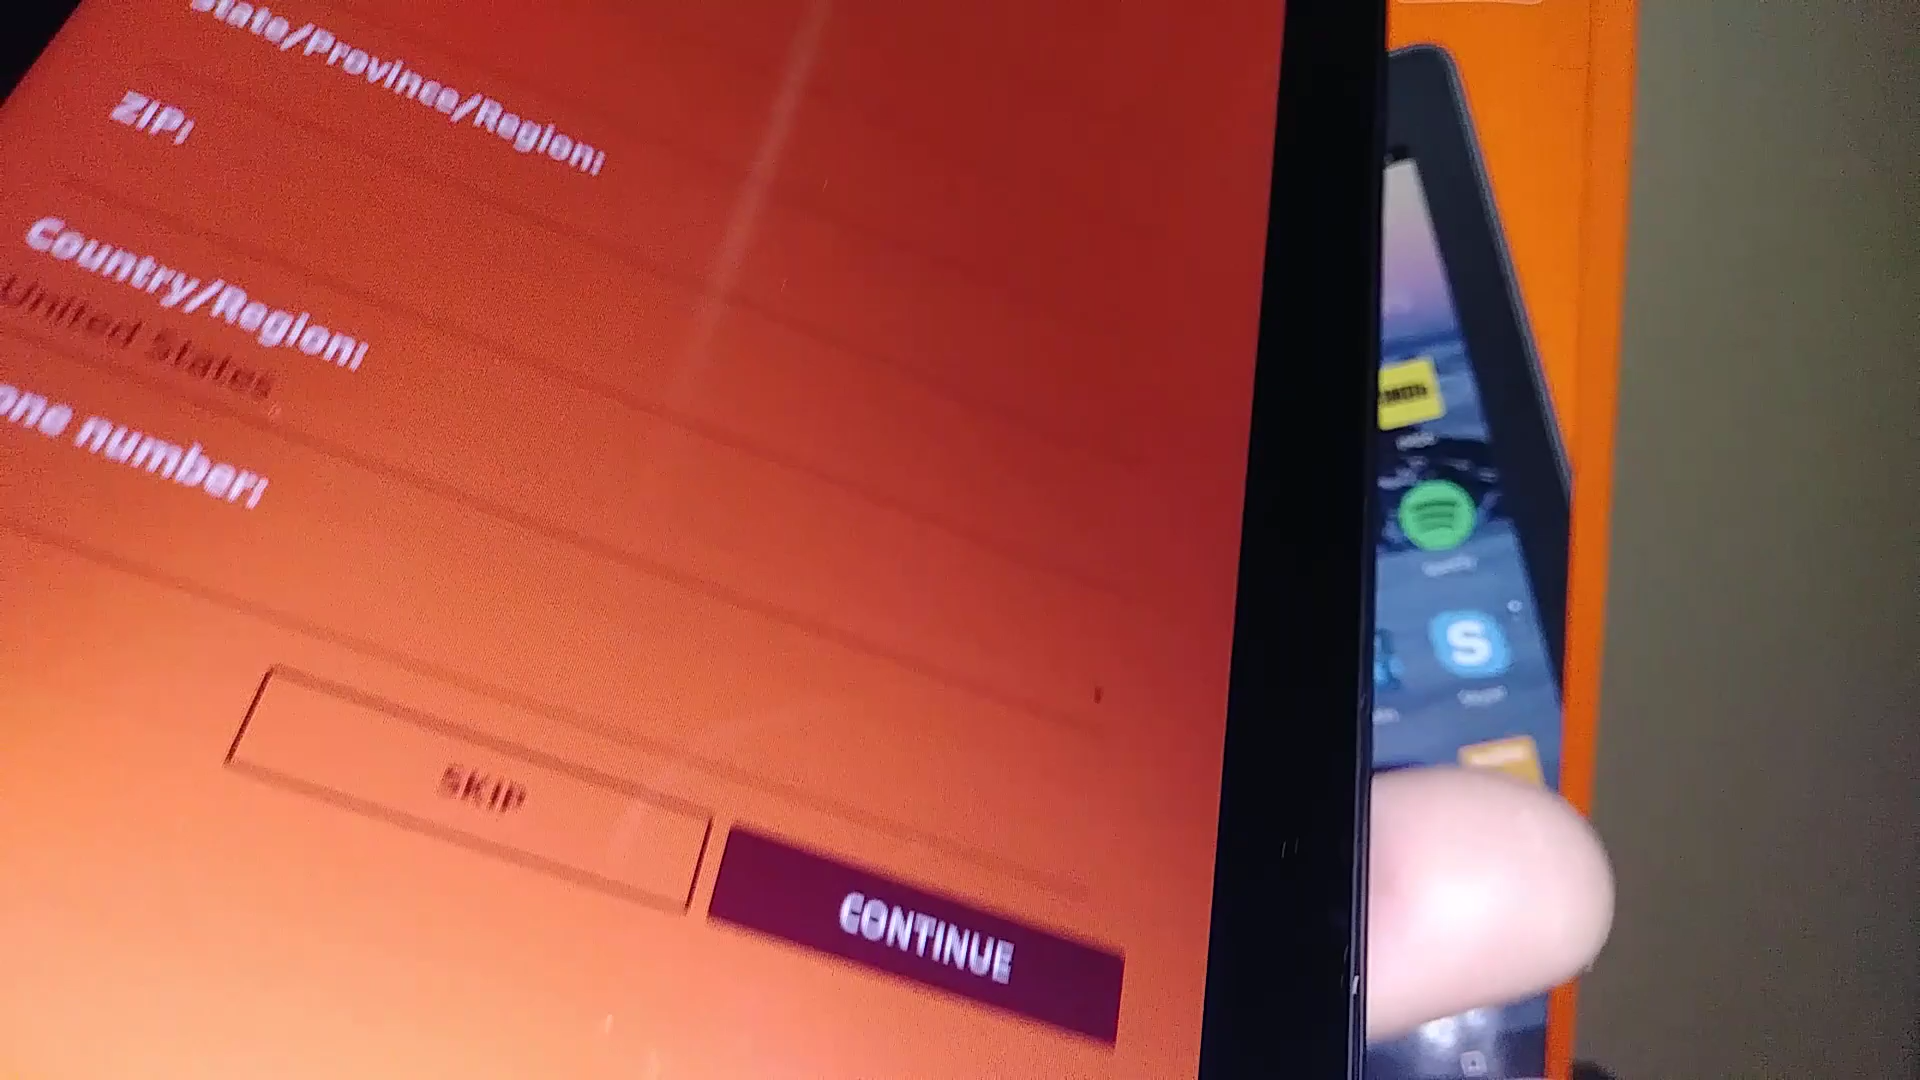 State/Province/Region:
ZIP:
Country/Region:
United States
one number:
SKIP
CONTINUE
S